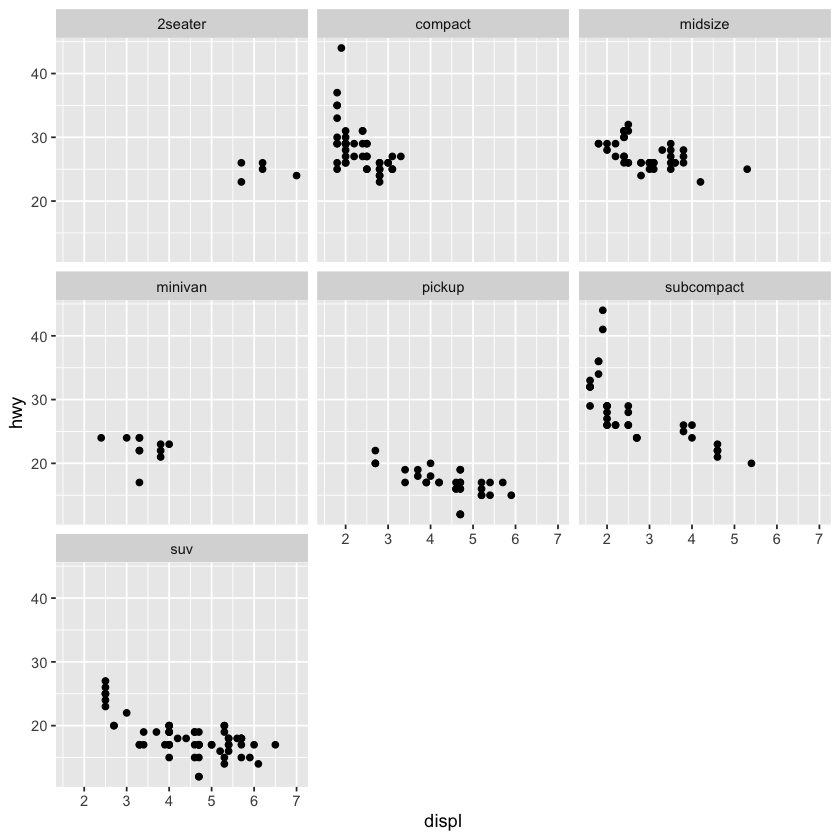 2seater compact midsize
40
30
20
minivan pickup subcompact
40
30
20
2 3 4 5 6 7 2 3 4 5 6 7
suv
40
30
20
2 3 4 5 6 7
hwy
displ